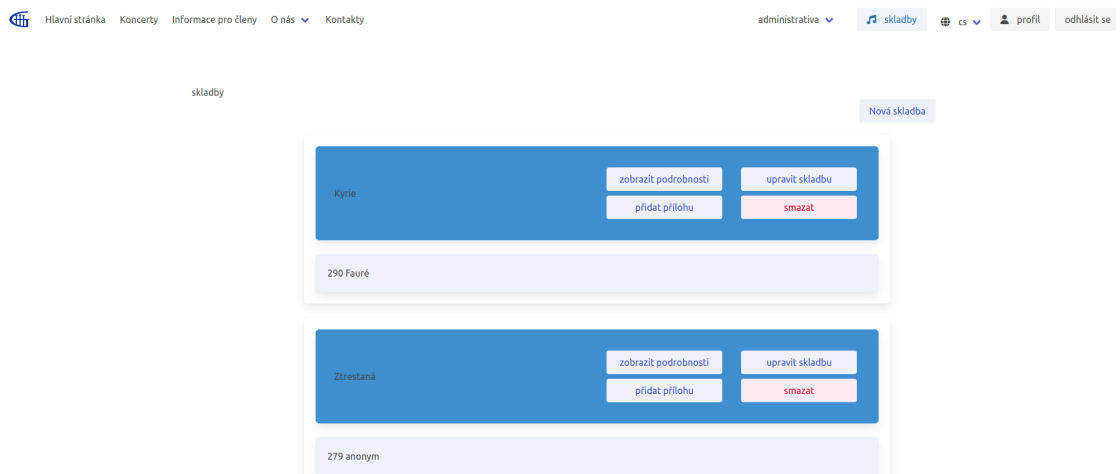 Hlavní stránka Koncerty Informace pro členy O nás Kontakty administrativa skladby cs profil odhlásit se
skladby
Nová skladba
Kyrie
zobrazit podrobnosti upravit skladbu
přidat přílohu smazat
290 Fauré
Ztrestaná
zobrazit podrobnosti upravit skladbu
přidat přílohu smazat
279 anonym